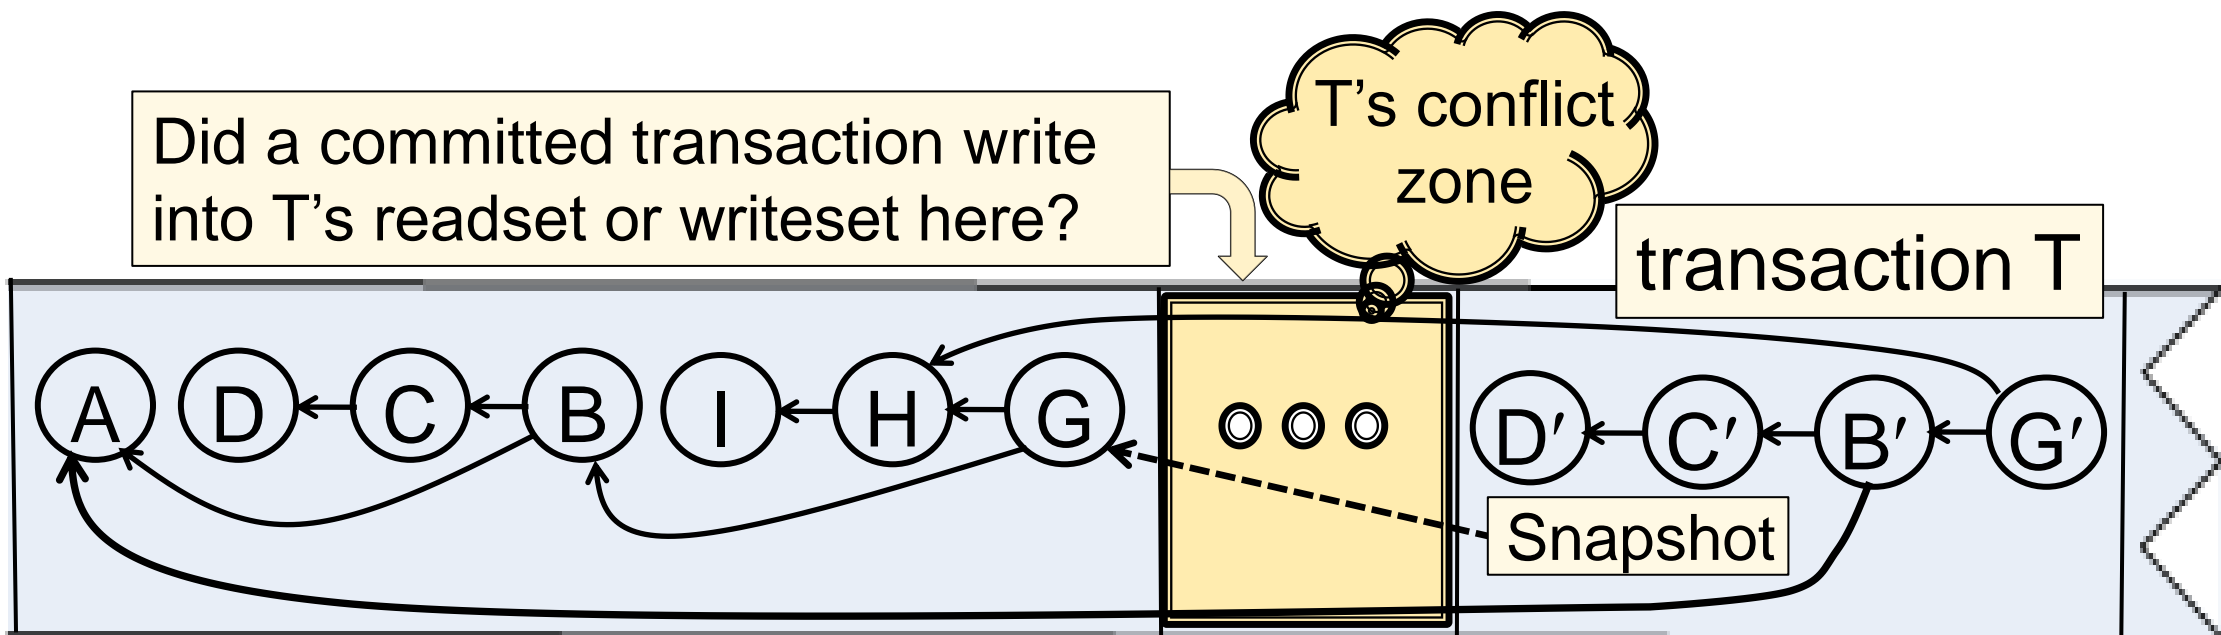 T’s conflict
zone
Did a committed transaction write
into T’s readset or writeset here?
transaction T
A D C B I H G D′ C′ B′ G′
Snapshot